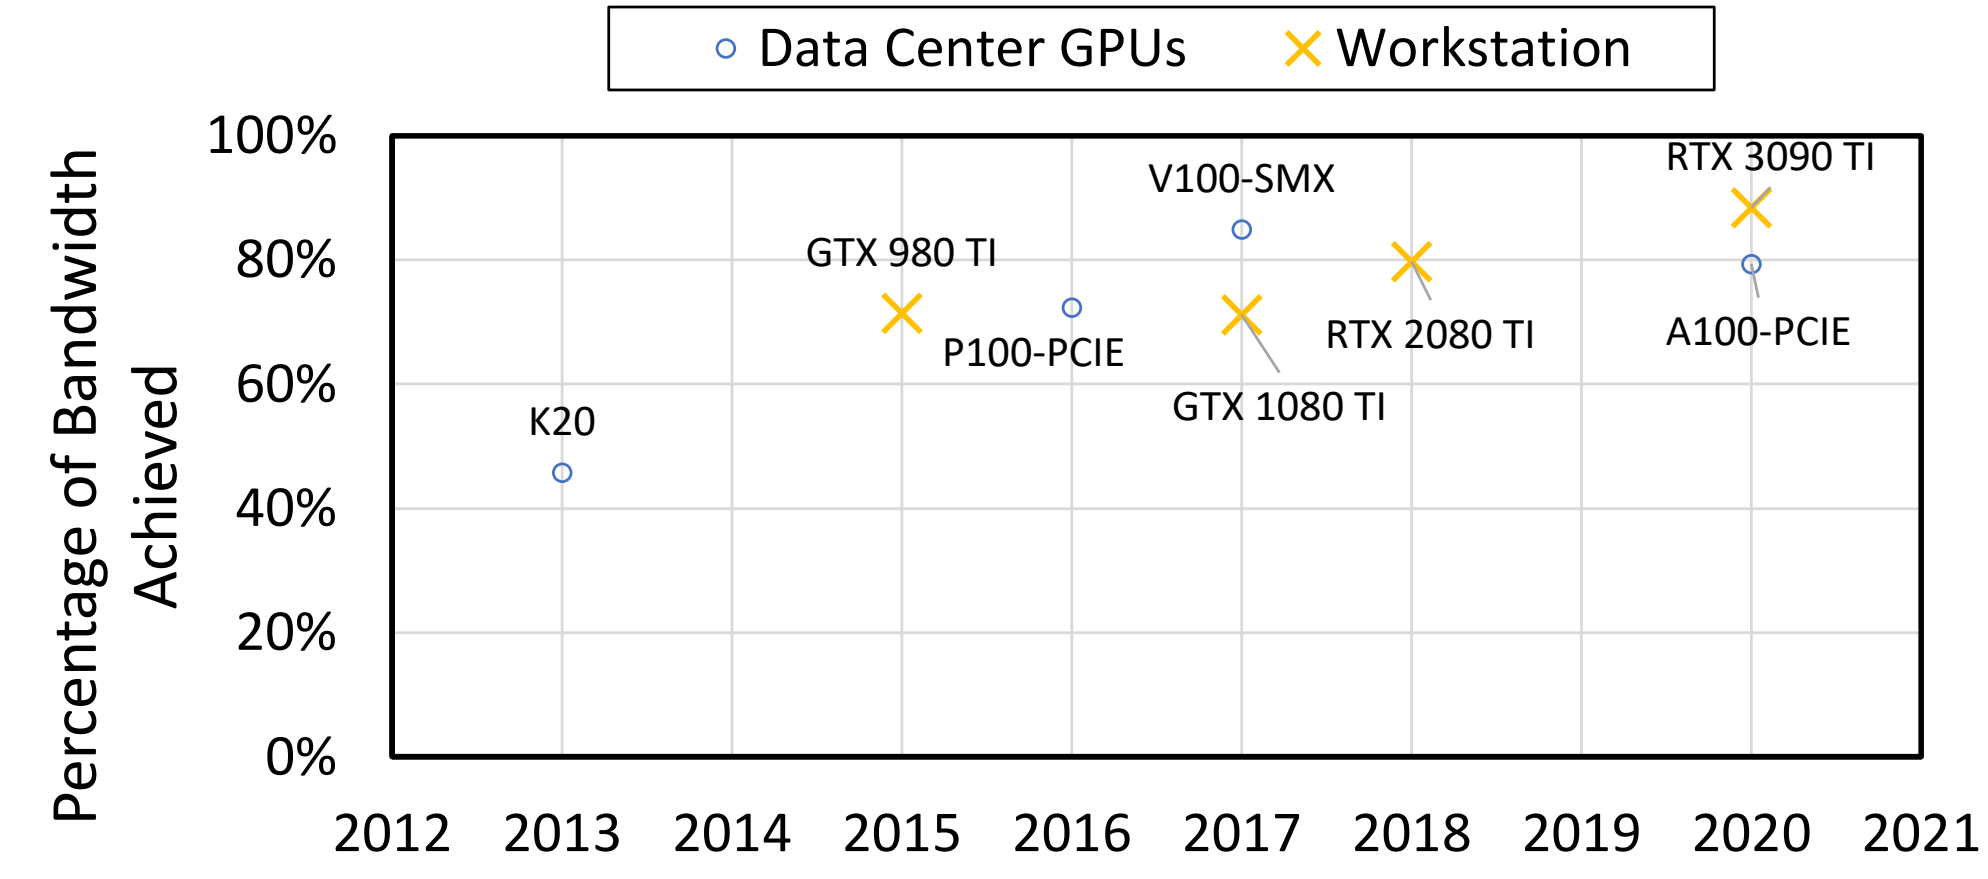 Data Center GPUs
Workstation
Percentage of Bandwidth
Achieved
100%
80%
60%
40%
20%
0%
RTX 3090 TI
V100-SMX
GTX 980 TI
RTX 2080 TI
A100-PCIE
P100-PCIE
GTX 1080 TI
K20
2012 2013 2014 2015 2016 2017 2018 2019 2020 2021